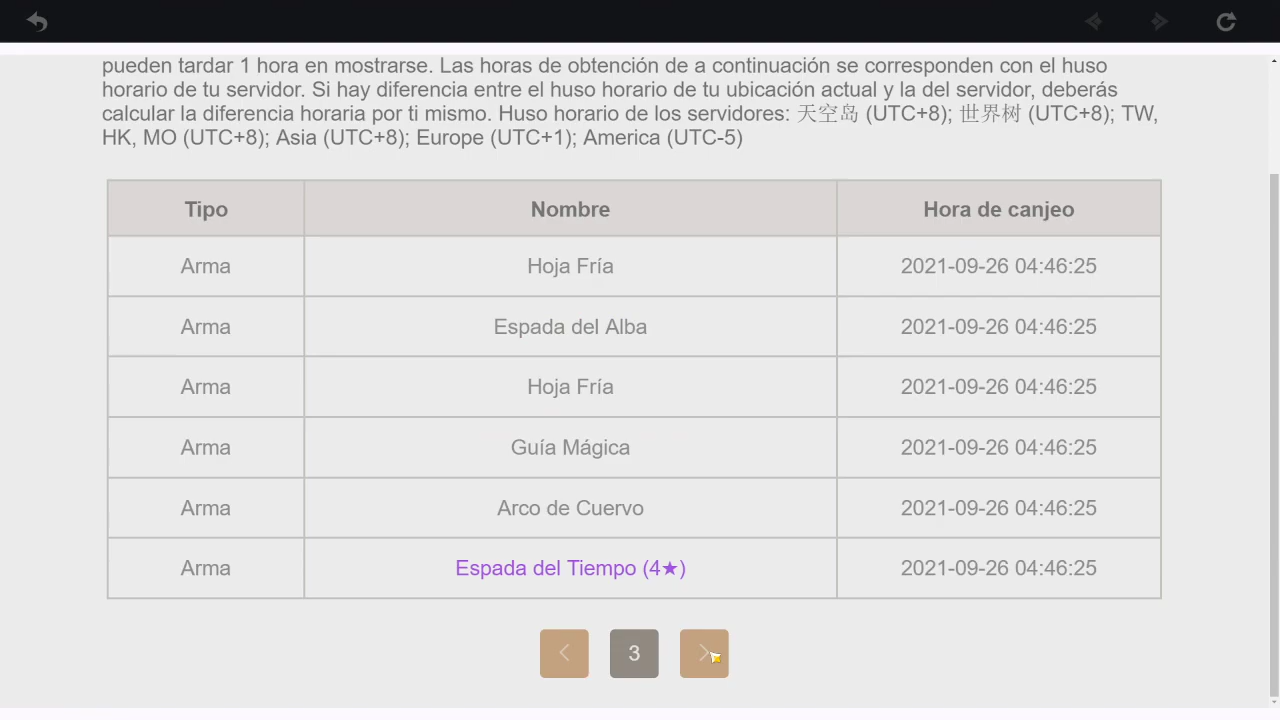 pueden tardar 1 hora en mostrarse. Las horas de obtención de a continuación se corresponden con el huso
horario de tu servidor. Si hay diferencia entre el huso horario de tu ubicación actual y la del servidor, deberás
calcular la diferencia horaria por ti mismo. Huso horario de los servidores: 天空岛 (UTC+8); 世界树 (UTC+8); TW,
HK, MO (UTC+8); Asia (UTC+8); Europe (UTC+1); America (UTC-5)
Tipo Nombre Hora de canjeo
Arma Hoja Fría 2021-09-26 04:46:25
Arma Espada del Alba 2021-09-26 04:46:25
Arma Hoja Fría 2021-09-26 04:46:25
Arma Guía Mágica 2021-09-26 04:46:25
Arma Arco de Cuervo 2021-09-26 04:46:25
Arma Espada del Tiempo (4★) 2021-09-26 04:46:25
3